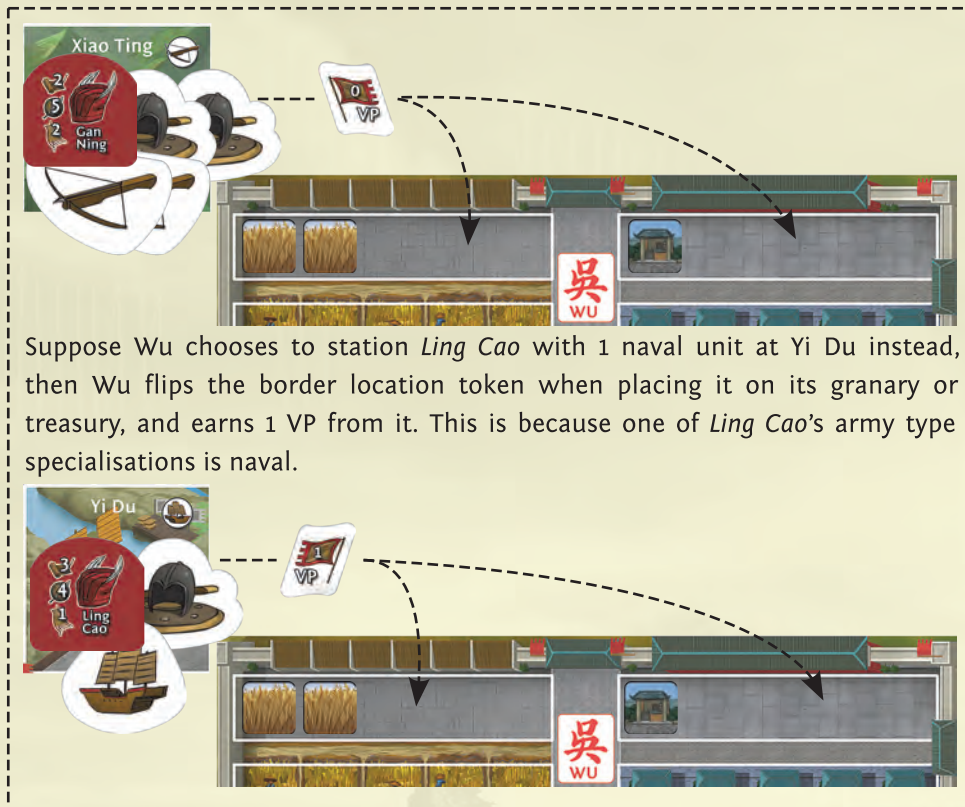 Xiao Ting
2
5
2
Gan
Ning
0
VP
吳
WU
Suppose Wu chooses to station Ling Cao with 1 naval unit at Yi Du instead,
then Wu flips the border location token when placing it on its granary or
treasury, and earns 1 VP from it. This is because one of Ling Cao's army type
specialisations is naval.
Yi Du
3
4
1
Ling
Cao
1
VP
吳
WU